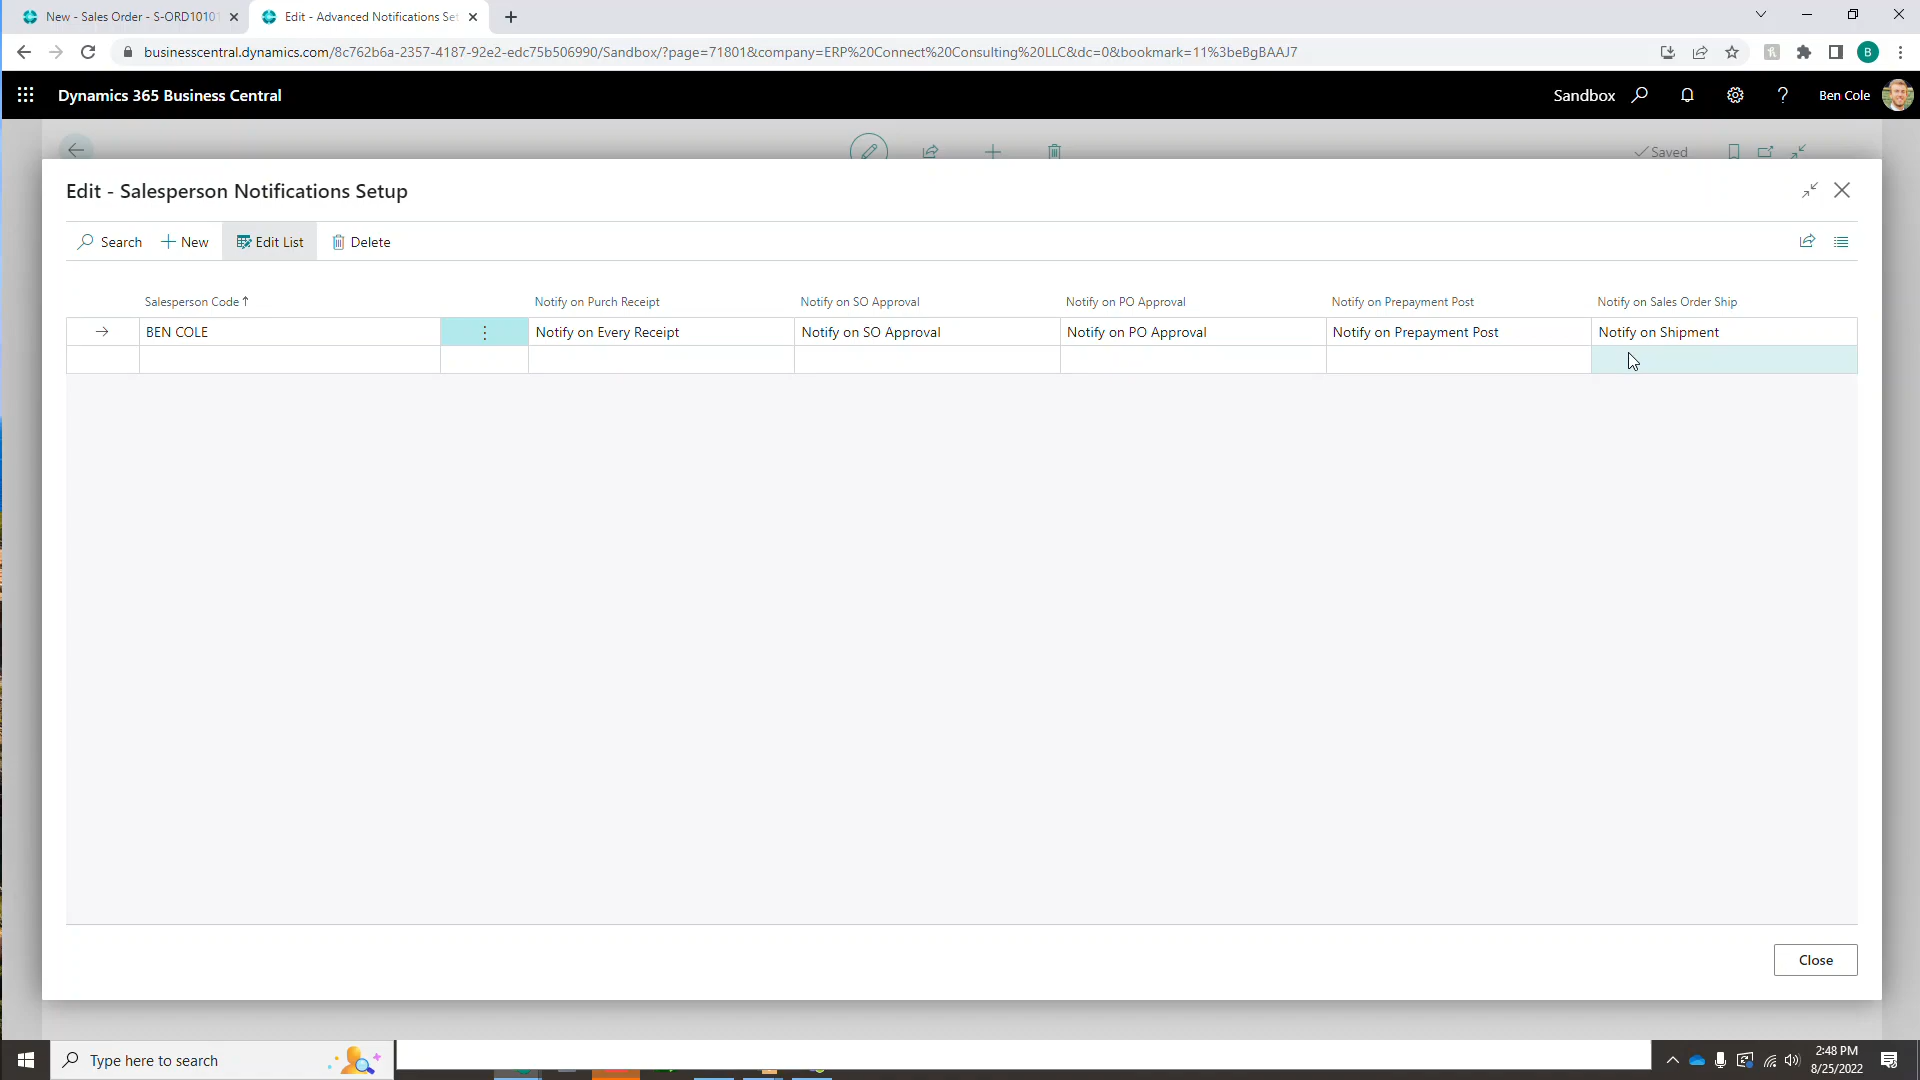 New - Sales Order - S-ORD10101
Edit - Advanced Notifications Set
businesscentral.dynamics.com/8c762b6a-2357-4187-92e2-edc75b506990/Sandbox/?page=71801&company=ERP%20Connect%20Consulting%20LLC&dc=0&bookmark=11%3beBgBAAJ7
B
Dynamics 365 Business Central
Sandbox
Ben Cole
Saved
Edit - Salesperson Notifications Setup
Search
New
Edit List
Delete
Salesperson Code↑ Notify on Purch Receipt Notify on SO Approval Notify on PO Approval Notify on Prepayment Post Notify on Sales Order Ship
BEN COLE Notify on Every Receipt Notify on SO Approval Notify on PO Approval Notify on Prepayment Post Notify on Shipment
Close
Type here to search
2:48 PM
8/25/2022